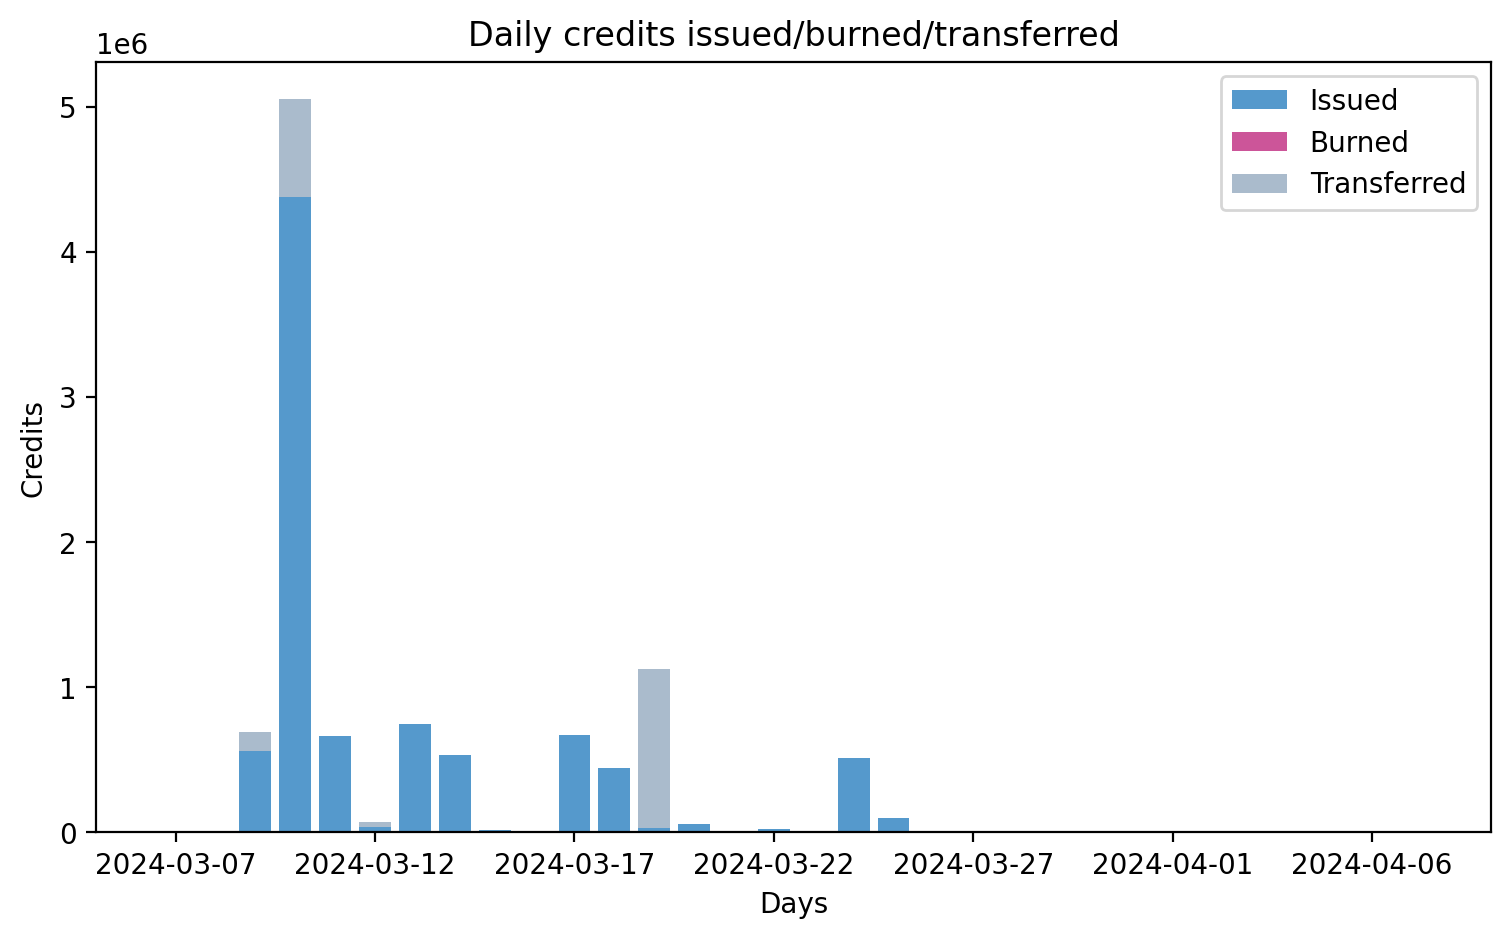 Daily credits issued/burned/transferred
1e6
Issued
Burned
Transferred
5
4
3
2
1
0
Credits
2024-03-07 2024-03-12 2024-03-17 2024-03-22 2024-03-27 2024-04-01 2024-04-06
Days